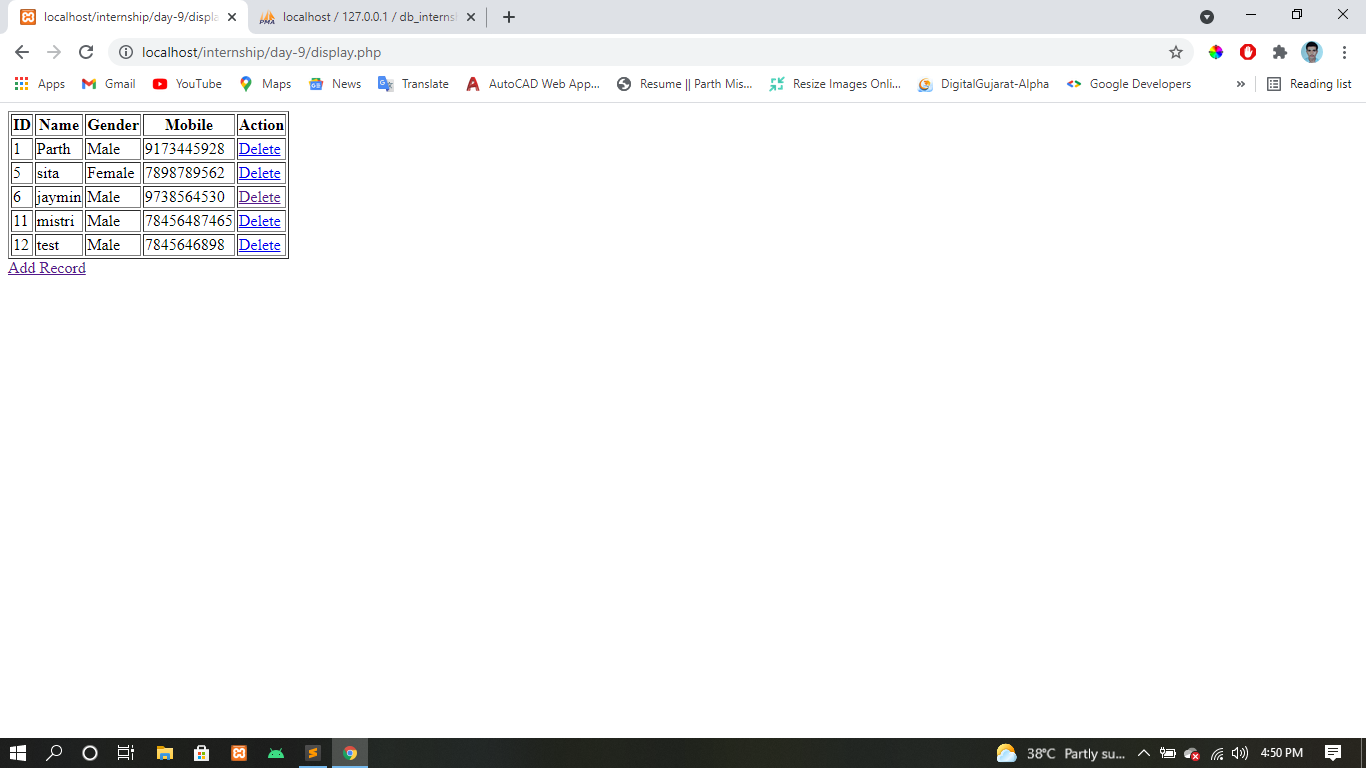 localhost/internship/day-9/displa
localhost / 127.0.0.1 / db_interns
localhost/internship/day-9/display.php
Apps Gmail YouTube Maps News Translate AutoCAD Web App... Resume || Parth Mis... Resize Images Onli... DigitalGujarat-Alpha Google Developers » Reading list
ID Name Gender Mobile Action
1 Parth Male 9173445928 Delete
5 sita Female 7898789562 Delete
6 jaymin Male 9738564530 Delete
11 mistri Male 78456487465 Delete
12 test Male 7845646898 Delete
Add Record
38°C Partly su... 4:50 PM